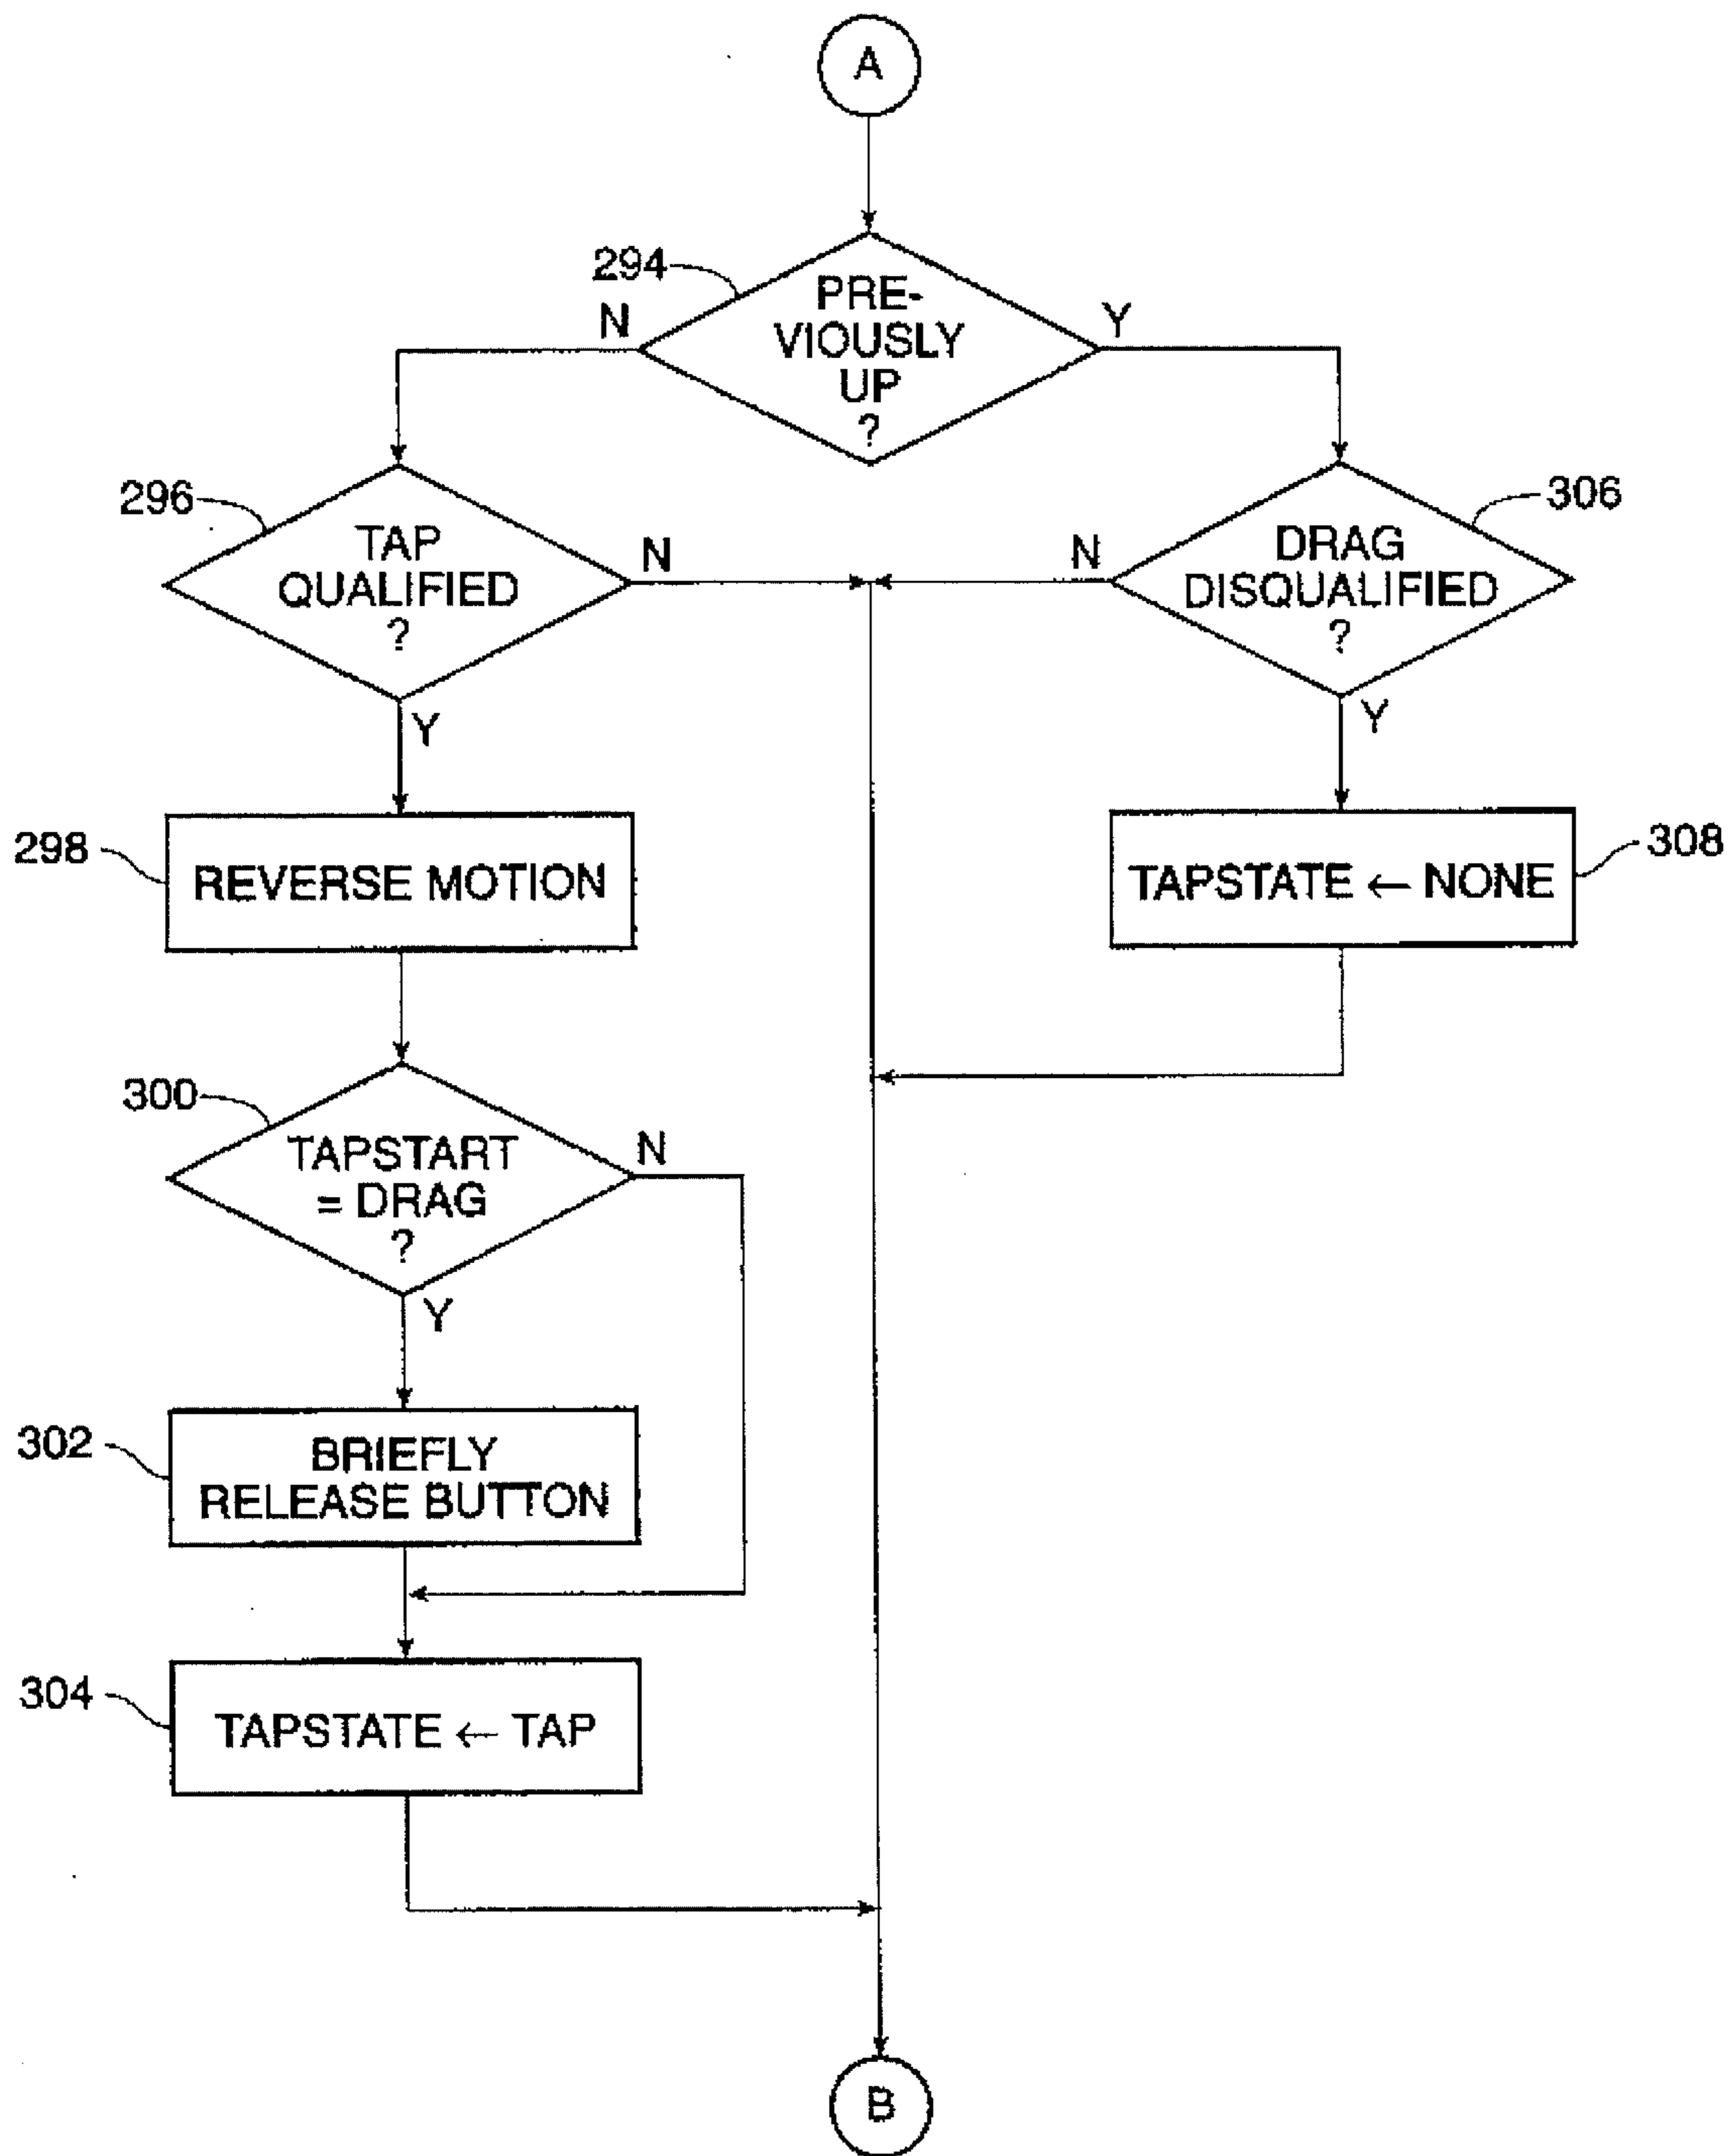 A
294
PRE-
VIOUSLY
UP
?
N
Y
296
TAP
QUALIFIED
?
N
Y
306
DRAG
DISQUALIFIED
?
N
Y
298
REVERSE MOTION
308
TAPSTATE ← NONE
300
TAPSTART
= DRAG
?
N
Y
302
BRIEFLY
RELEASE BUTTON
304
TAPSTATE ← TAP
B